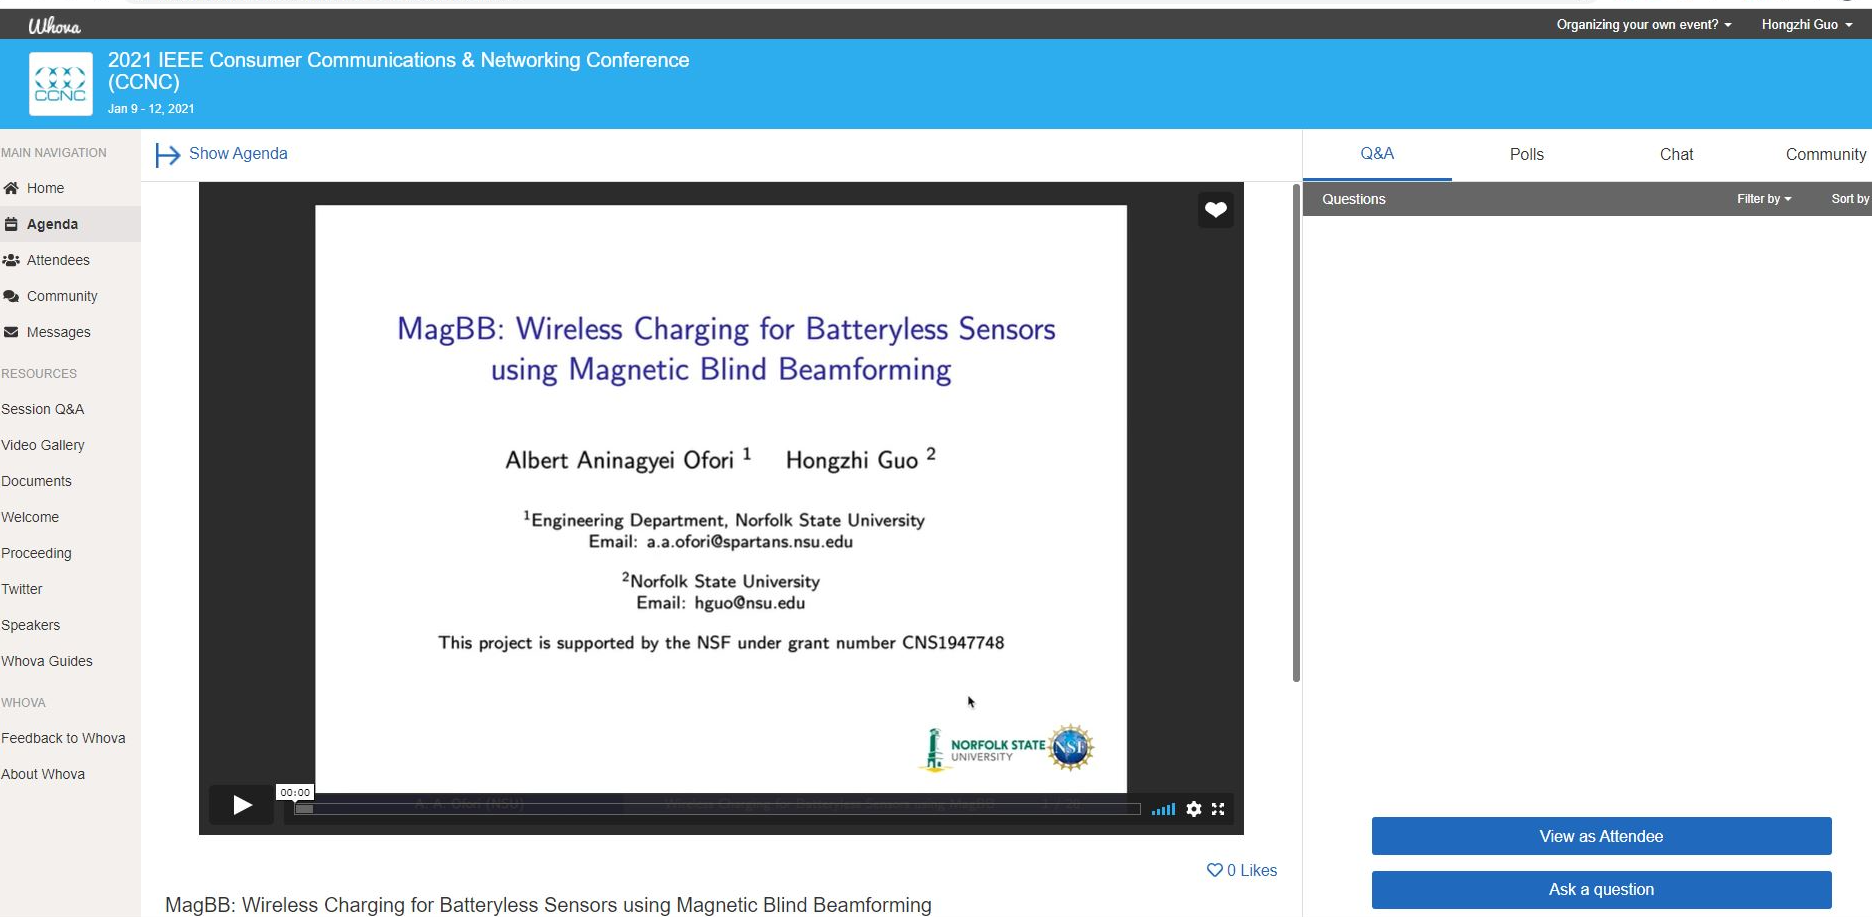 Whova
Organizing your own event?
Hongzhi Guo
CCNC
2021 IEEE Consumer Communications & Networking Conference
(CCNC)
Jan 9 - 12, 2021
MAIN NAVIGATION
Home
Agenda
Attendees
Community
Messages
RESOURCES
Session Q&A
Video Gallery
Documents
Welcome
Proceeding
Twitter
Speakers
Whova Guides
WHOVA
Feedback to Whova
About Whova
Show Agenda
MagBB: Wireless Charging for Batteryless Sensors
using Magnetic Blind Beamforming
Albert Aninagyei Ofori 1 Hongzhi Guo 2
1Engineering Department, Norfolk State University
Email: a.a.ofori@spartans.nsu.edu
2Norfolk State University
Email: hguo@nsu.edu
This project is supported by the NSF under grant number CNS1947748
NORFOLK STATE
UNIVERSITY
NSF
00:00
A. A. Ofori (NSU) Wireless Charging for Batteryless Sensors using MagBB
0 Likes
MagBB: Wireless Charging for Batteryless Sensors using Magnetic Blind Beamforming
Q&A
Polls
Chat
Community
Questions
Filter by
Sort by
View as Attendee
Ask a question